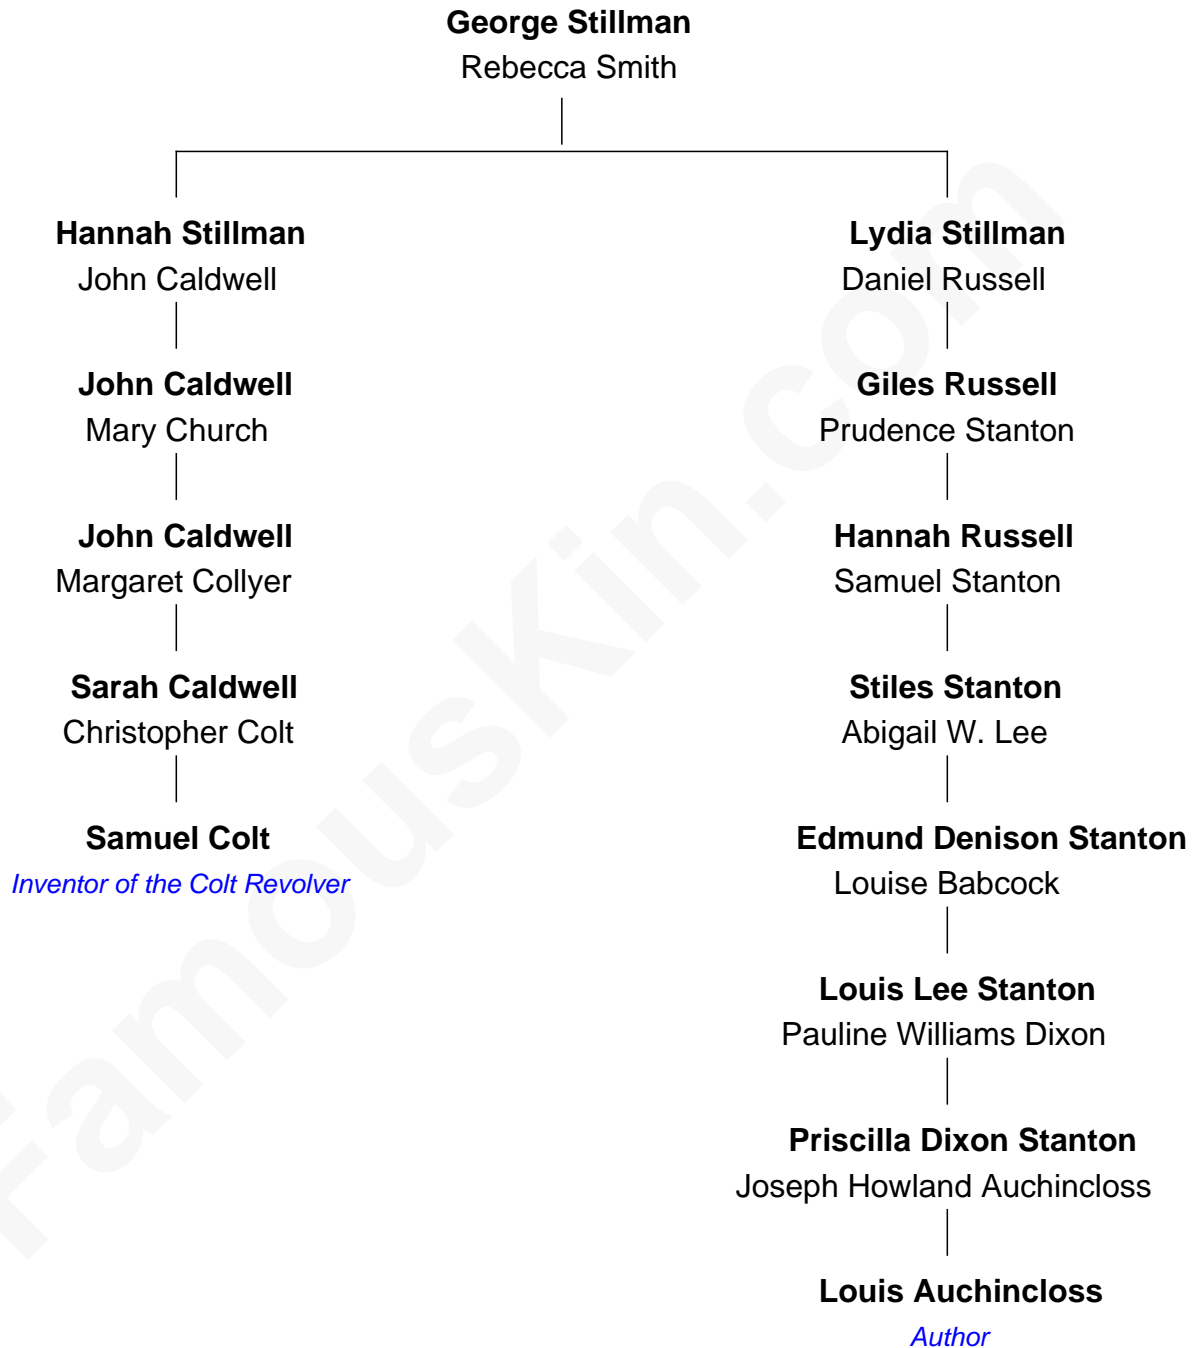 George Stillman
Rebecca Smith
Hannah Stillman
John Caldwell
John Caldwell
Mary Church
John Caldwell
Margaret Collyer
Sarah Caldwell
Christopher Colt
Samuel Colt
Inventor of the Colt Revolver
Lydia Stillman
Daniel Russell
Giles Russell
Prudence Stanton
Hannah Russell
Samuel Stanton
Stiles Stanton
Abigail W. Lee
Edmund Denison Stanton
Louise Babcock
Louis Lee Stanton
Pauline Williams Dixon
Priscilla Dixon Stanton
Joseph Howland Auchincloss
Louis Auchincloss
Author
FamousKin.com